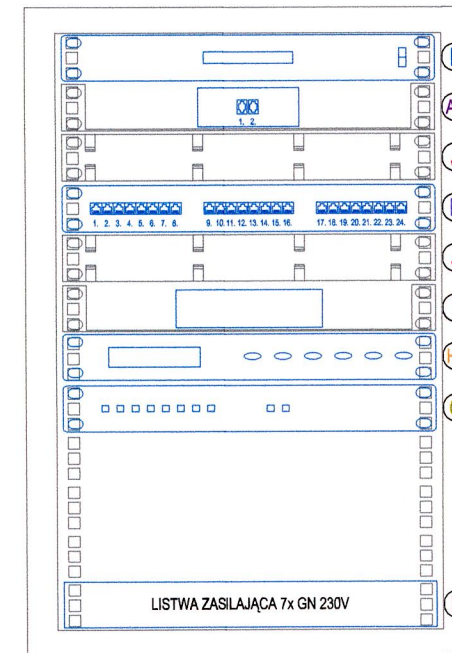 1. 2.
1. 2. 3. 4. 5. 6. 7. 8. 9. 10. 11. 12. 13. 14. 15. 16. 17. 18. 19. 20. 21. 22. 23. 24.
LISTWA ZASILAJĄCA 7x GN 230V